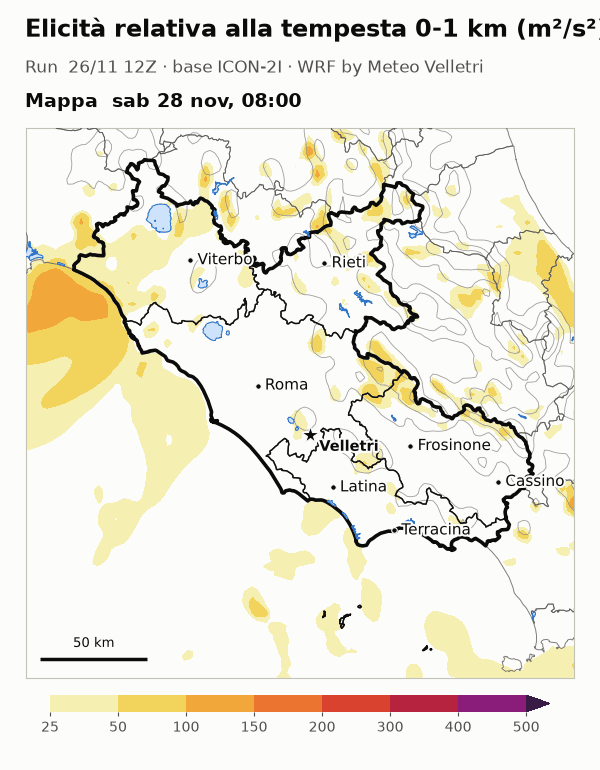 Elicità relativa alla tempesta 0-1 km (m²/s²)
Run  26/11 12Z · base ICON-2I · WRF by Meteo Velletri
Mappa  sab 28 nov, 08:00
Viterbo
Rieti
Roma
Velletri
Frosinone
Latina
Cassino
Terracina
50 km
25 50 100 150 200 300 400 500